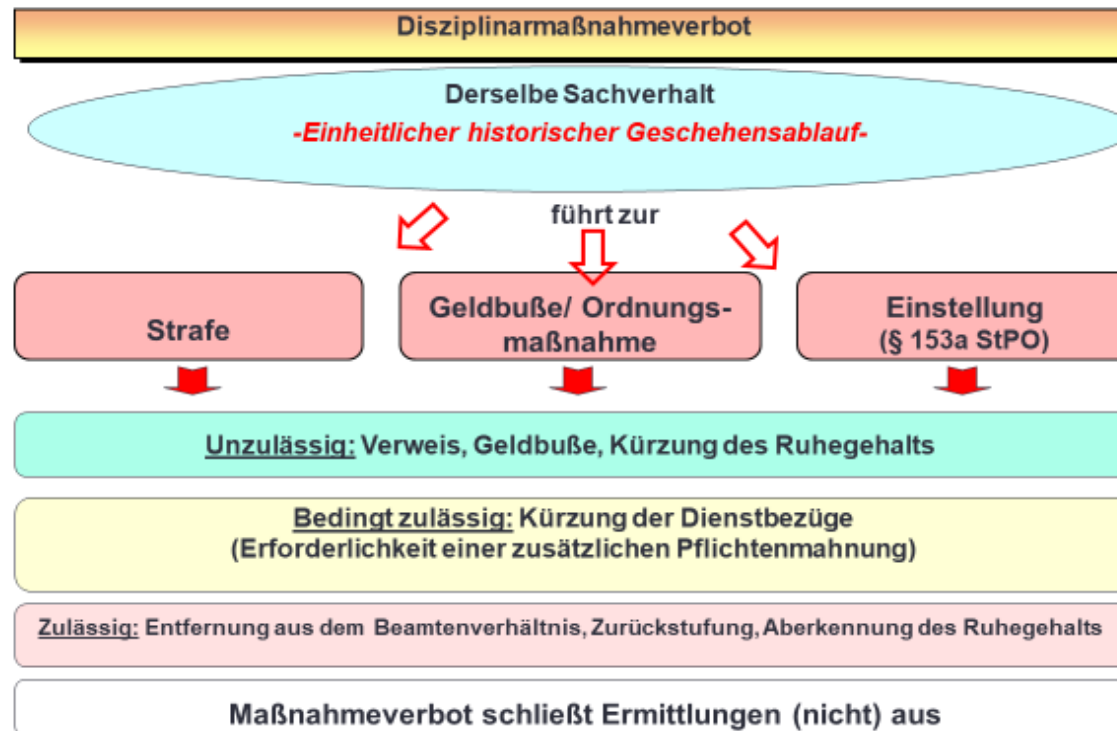 Disziplinarmaßnahmeverbot
Derselbe Sachverhalt
-Einheitlicher historischer Geschehensablauf-
führt zur
Strafe
Geldbuße/ Ordnungs-
maßnahme
Einstellung
(§ 153a StPO)
Unzulässig: Verweis, Geldbuße, Kürzung des Ruhegehalts
Bedingt zulässig: Kürzung der Dienstbezüge
(Erforderlichkeit einer zusätzlichen Pflichtenmahnung)
Zulässig: Entfernung aus dem Beamtenverhältnis, Zurückstufung, Aberkennung des Ruhegehalts
Maßnahmeverbot schließt Ermittlungen (nicht) aus